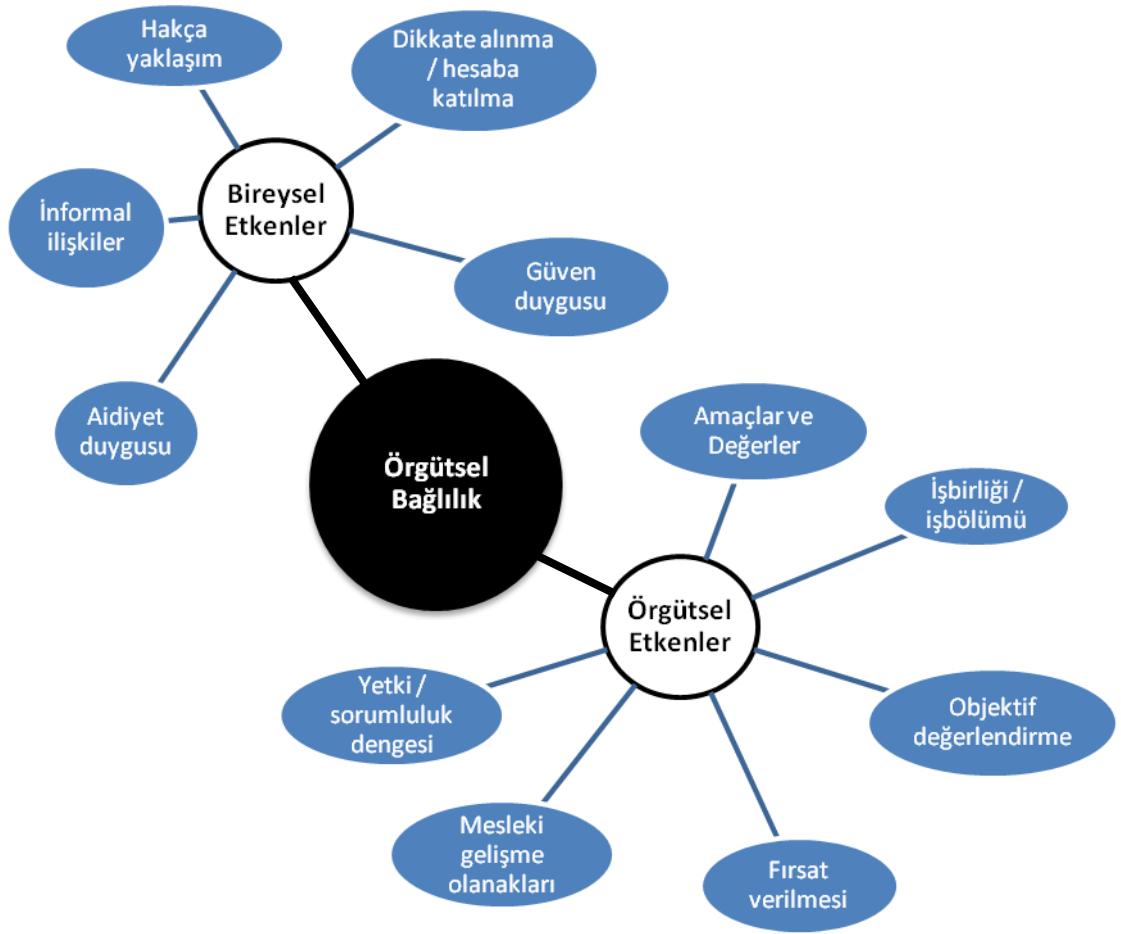 Hakça
yaklaşım
Dikkate alınma
/ hesaba
katılma
Bireysel
Etkenler
İnformal
ilişkiler
Güven
duygusu
Aidiyet
duygusu
Örgütsel
Bağlılık
Amaçlar ve
Değerler
İşbirliği /
işbölümü
Örgütsel
Etkenler
Yetki /
sorumluluk
dengesi
Objektif
değerlendirme
Mesleki
gelişme
olanakları
Fırsat
verilmesi